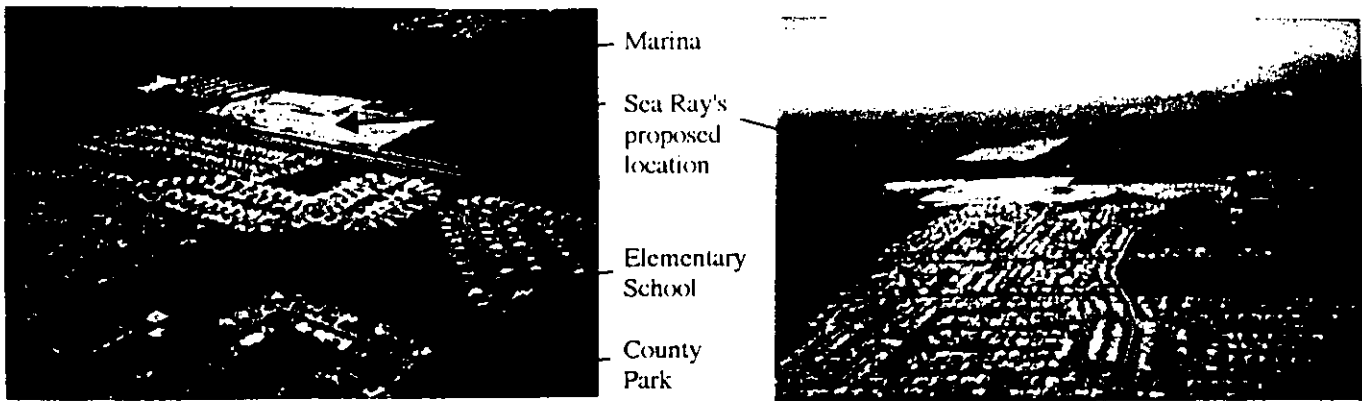 Marina
Sea Ray's
proposed
location
Elementary
School
County
Park